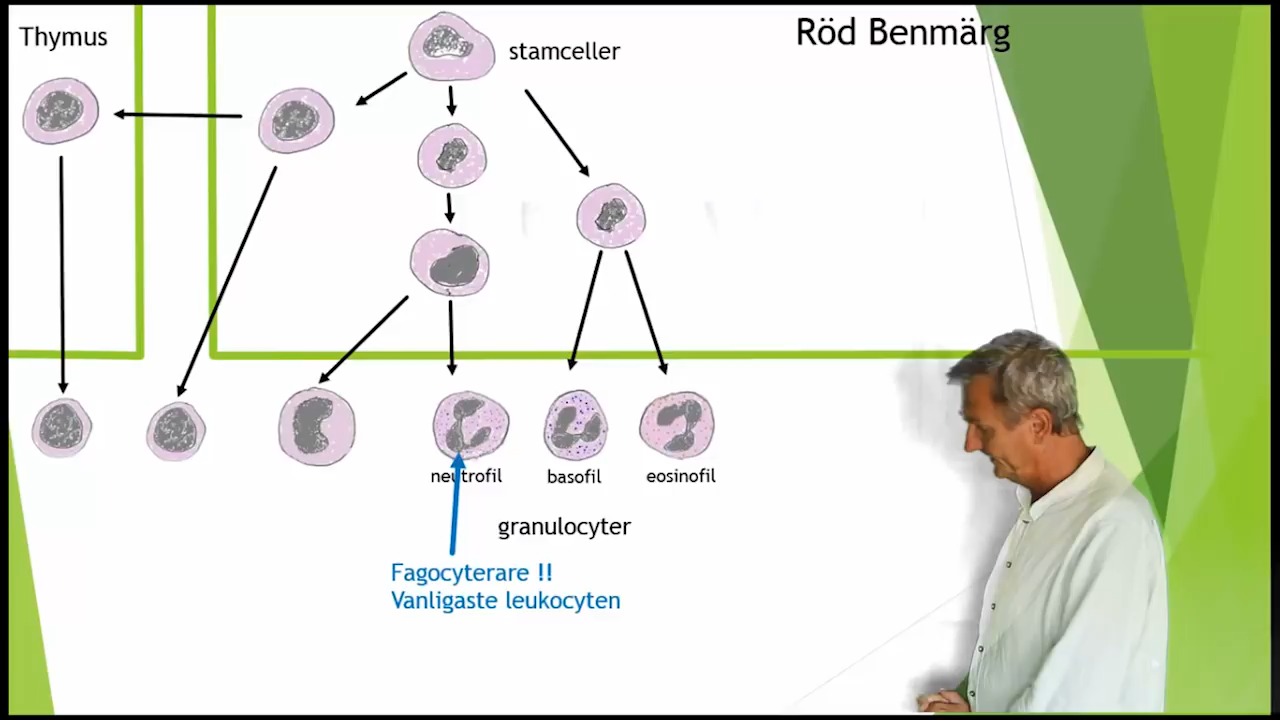 Thymus
Röd Benmärg
stamceller
neutrofil
basofil
eosinofil
granulocyter
Fagocyterare !!
Vanligaste leukocyten